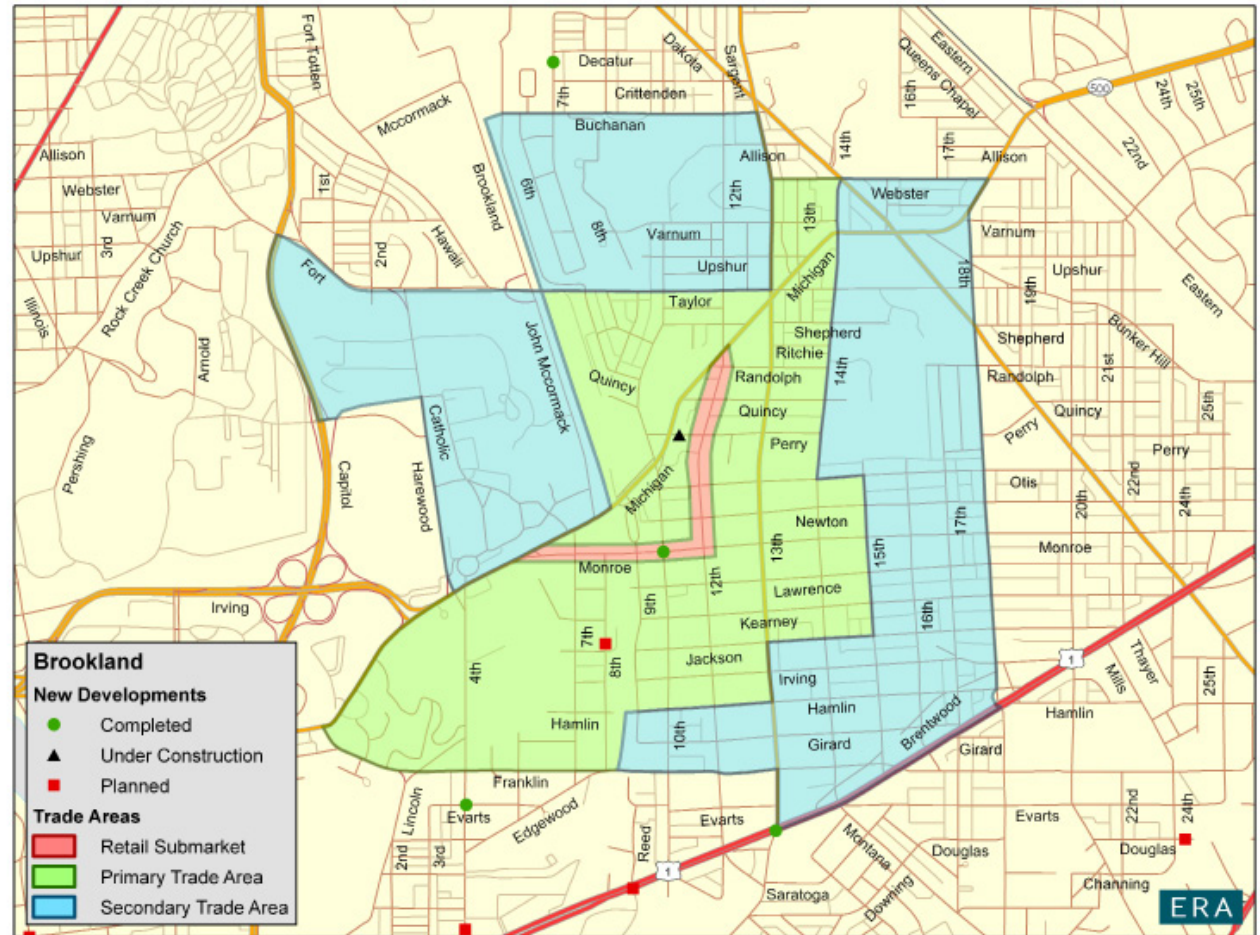 Fort Totten
Decatur
7th
Crittenden
Dakota
Sargent
Queens Chapel
Eastern
16th
500
24th
25th
Mccormack
Buchanan
Allison
Webster
Varnum
Upshur
3rd
1st
Brookland
6th
8th
12th
Allison
14th
17th
Allison
22nd
Webster
13th
Varnum
Upshur
Varnum
Upshur
Rock Creek Church
2nd
Hawaii
Fort
Michigan
18th
18th
Eastern
Illinois
Arnold
Taylor
John Mccormack
Shepherd
Ritchie
Randolph
Quincy
Perry
Quincy
14th
Shepherd
Randolph
Bunker Hill
21st
Quincy
Perry
Perry
25th
Pershing
Capitol
Harewood
Catholic
Michigan
Otis
20th
22nd
24th
Monroe
Newton
13th
15th
17th
Monroe
9th
12th
Lawrence
Kearney
16th
Irving
7th
8th
Jackson
Irving
4th
Hamlin
10th
Hamlin
Girard
Brentwood
1
Mills
Thayer
25th
Hamlin
Girard
Franklin
Lincoln
Evarts
Edgewood
2nd
3rd
Reed
Evarts
1
Montana
Douglas
Saratoga
Downing
Evarts
22nd
24th
Douglas
Channing
Brookland
New Developments
Completed
Under Construction
Planned
Trade Areas
Retail Submarket
Primary Trade Area
Secondary Trade Area
ERA